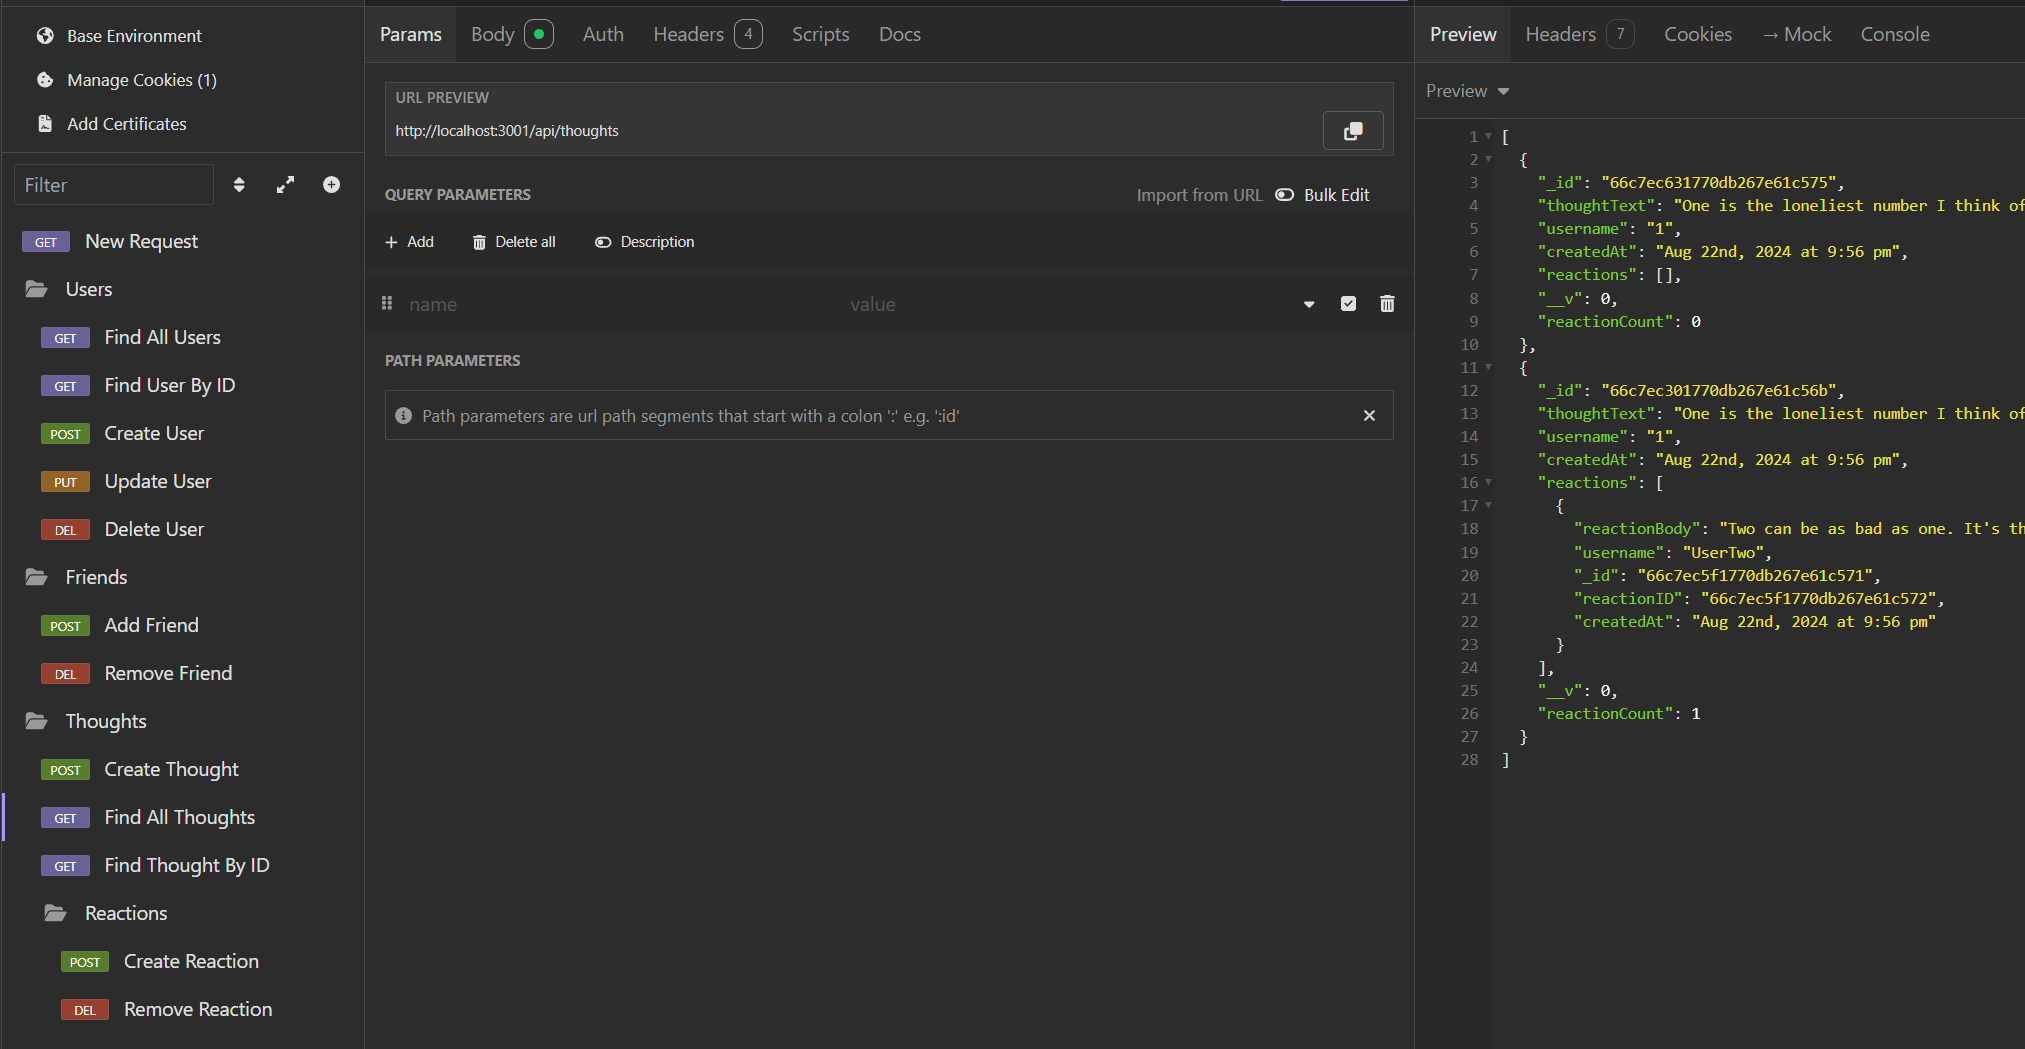 Base Environment
Manage Cookies (1)
Add Certificates
Filter
GET New Request
Users
GET Find All Users
GET Find User By ID
POST Create User
PUT Update User
DEL Delete User
Friends
POST Add Friend
DEL Remove Friend
Thoughts
POST Create Thought
GET Find All Thoughts
GET Find Thought By ID
Reactions
POST Create Reaction
DEL Remove Reaction
Params Body Auth Headers 4 Scripts Docs
URL PREVIEW
http://localhost:3001/api/thoughts
QUERY PARAMETERS Import from URL Bulk Edit
Add Delete all Description
name value
PATH PARAMETERS
Path parameters are url path segments that start with a colon ':' e.g. ':id'
Preview Headers 7 Cookies → Mock Console
Preview
1 [
2 {
3 "_id": "66c7ec631770db267e61c575",
4 "thoughtText": "One is the loneliest number I think of
5 "username": "1",
6 "createdAt": "Aug 22nd, 2024 at 9:56 pm",
7 "reactions": [],
8 "__v": 0,
9 "reactionCount": 0
10 },
11 {
12 "_id": "66c7ec301770db267e61c56b",
13 "thoughtText": "One is the loneliest number I think of
14 "username": "1",
15 "createdAt": "Aug 22nd, 2024 at 9:56 pm",
16 "reactions": [
17 {
18 "reactionBody": "Two can be as bad as one. It's th
19 "username": "UserTwo",
20 "_id": "66c7ec5f1770db267e61c571",
21 "reactionID": "66c7ec5f1770db267e61c572",
22 "createdAt": "Aug 22nd, 2024 at 9:56 pm"
23 }
24 ],
25 "__v": 0,
26 "reactionCount": 1
27 }
28 ]